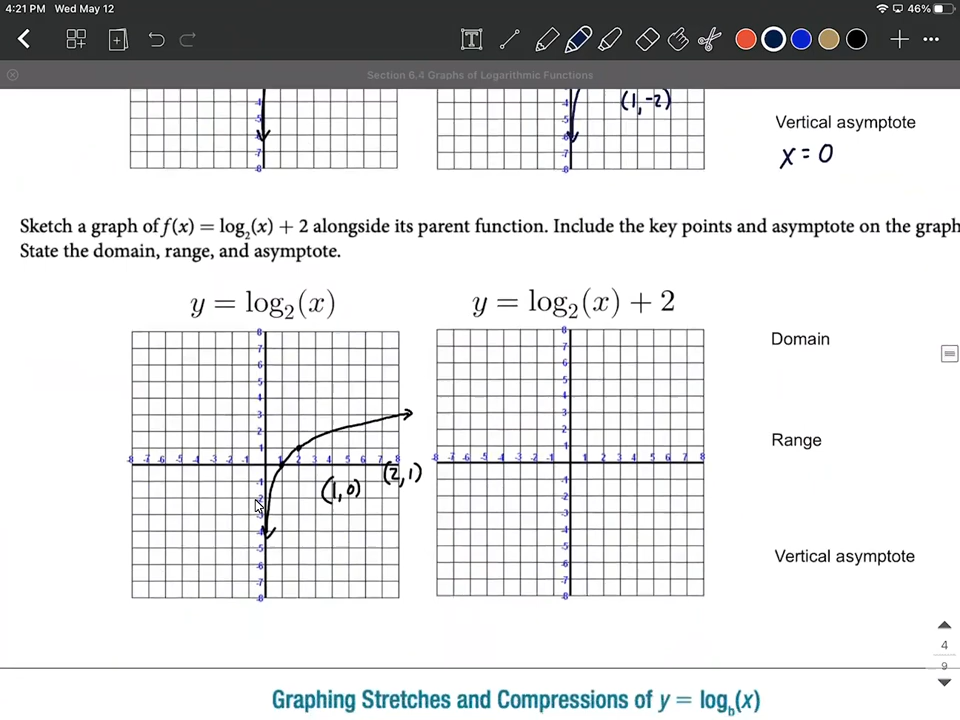 4:21 PM Wed May 12
46%
Section 6.4 Graphs of Logarithmic Functions
(1,-2)
Vertical asymptote
x = 0
Sketch a graph of f(x) = log₂(x) + 2 alongside its parent function. Include the key points and asymptote on the graph
State the domain, range, and asymptote.
y = log₂(x)
y = log₂(x) + 2
Domain
Range
Vertical asymptote
(1,0)
(2,1)
4
9
Graphing Stretches and Compressions of y = log_b(x)